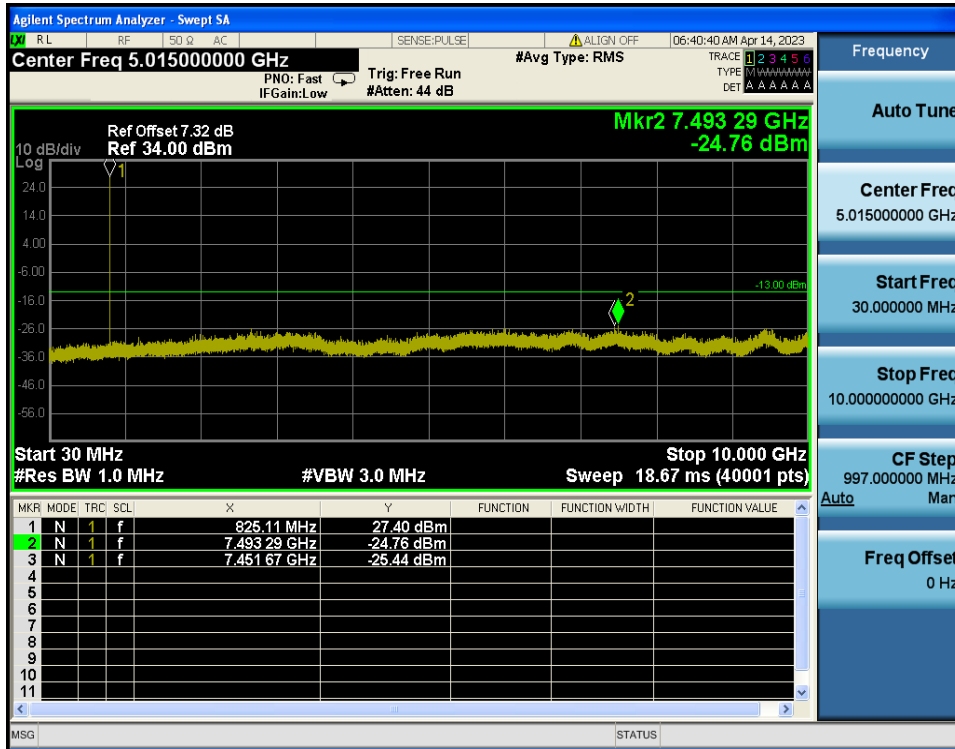 Agilent Spectrum Analyzer - Swept SA
LXI RL RF 50 Ω AC SENSE:PULSE ALIGN OFF 06:40:40 AM Apr 14, 2023
Center Freq 5.015000000 GHz
PNO: Fast
IFGain:Low
Trig: Free Run
#Atten: 44 dB
#Avg Type: RMS
TRACE 1 2 3 4 5 6
TYPE M
DET A A A A A A
Ref Offset 7.32 dB
Ref 34.00 dBm
10 dB/div
Log
Mkr2 7.493 29 GHz
-24.76 dBm
1
24.0
14.0
4.00
-6.00
-13.00 dBm
-16.0
2
-26.0
-36.0
-46.0
-56.0
Start 30 MHz
Stop 10.000 GHz
#Res BW 1.0 MHz
#VBW 3.0 MHz
Sweep 18.67 ms (40001 pts)
MKR MODE TRC SCL X Y FUNCTION FUNCTION WIDTH FUNCTION VALUE
1 N 1 f 825.11 MHz 27.40 dBm
2 N 1 f 7.493 29 GHz -24.76 dBm
3 N 1 f 7.451 67 GHz -25.44 dBm
4
5
6
7
8
9
10
11
MSG
STATUS
Frequency
Auto Tune
Center Freq
5.015000000 GHz
Start Freq
30.000000 MHz
Stop Freq
10.000000000 GHz
CF Step
997.000000 MHz
Auto Man
Freq Offset
0 Hz